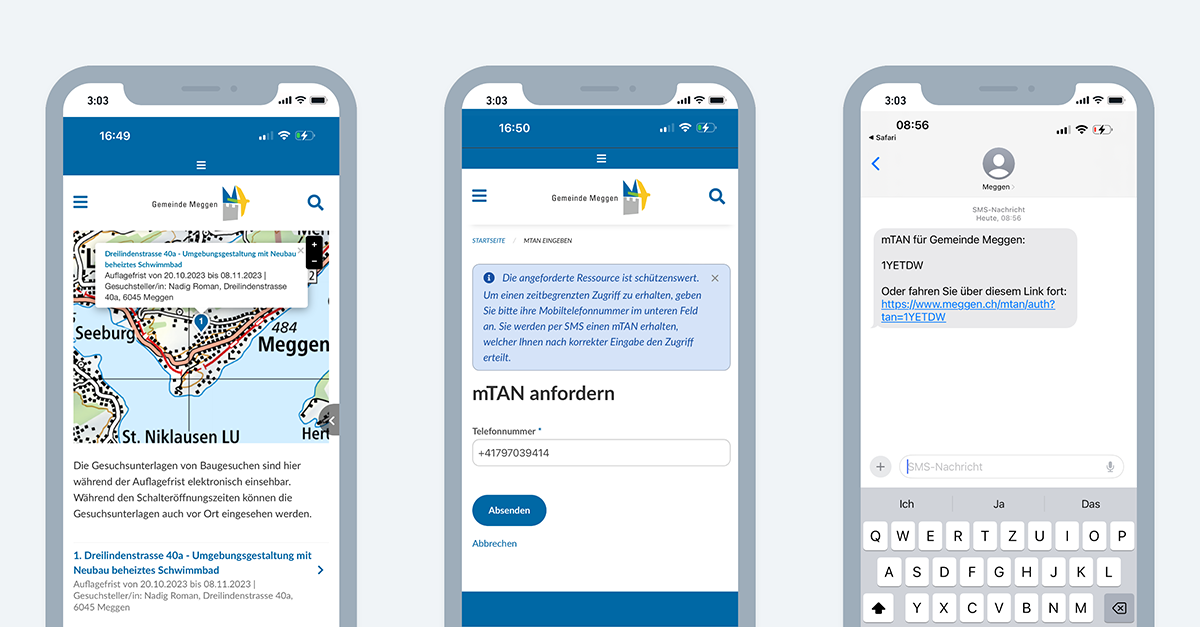 3:03
16:49
Gemeinde Meggen
Dreilindenstrasse 40a - Umgebungsgestaltung mit Neubau
beheiztes Schwimmbad
Auflagefrist von 20.10.2023 bis 08.11.2023 |
Gesuchsteller/in: Nadig Roman, Dreilindenstrasse
40a, 6045 Meggen
+
−
2
1
484
Seeburg
Meggen
St. Niklausen LU
Hert
Die Gesuchsunterlagen von Baugesuchen sind hier
während der Auflagefrist elektronisch einsehbar.
Während den Schalteröffnungszeiten können die
Gesuchsunterlagen auch vor Ort eingesehen werden.
1. Dreilindenstrasse 40a - Umgebungsgestaltung mit
Neubau beheiztes Schwimmbad
Auflagefrist von 20.10.2023 bis 08.11.2023 |
Gesuchsteller/in: Nadig Roman, Dreilindenstrasse 40a,
6045 Meggen
3:03
16:50
Gemeinde Meggen
STARTSEITE / MTAN EINGEBEN
Die angeforderte Ressource ist schützenswert.
Um einen zeitbegrenzten Zugriff zu erhalten, geben
Sie bitte ihre Mobiltelefonnummer im unteren Feld
an. Sie werden per SMS einen mTAN erhalten,
welcher Ihnen nach korrekter Eingabe den Zugriff
erteilt.
mTAN anfordern
Telefonnummer *
+41797039414
Absenden
Abbrechen
3:03
08:56
Safari
Meggen
SMS-Nachricht
Heute, 08:56
mTAN für Gemeinde Meggen:
1YETDW
Oder fahren Sie über diesem Link fort:
https://www.meggen.ch/mtan/auth?
tan=1YETDW
SMS-Nachricht
Ich Ja Das
Q W E R T Z U I O P
A S D F G H J K L
Y X C V B N M